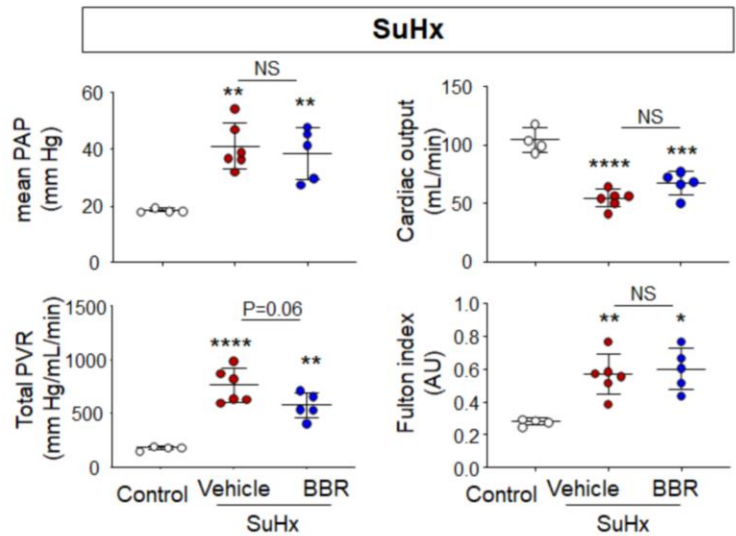 SuHx
NS
** **
60
40
20
0
mean PAP
(mm Hg)
NS
**** ***
150
100
50
0
Cardiac output
(mL/min)
P=0.06
**** **
1500
1000
500
0
Total PVR
(mm Hg/mL/min)
Control Vehicle BBR
SuHx
NS
** *
1.0
0.8
0.6
0.4
0.2
0.0
Fulton index
(AU)
Control Vehicle BBR
SuHx